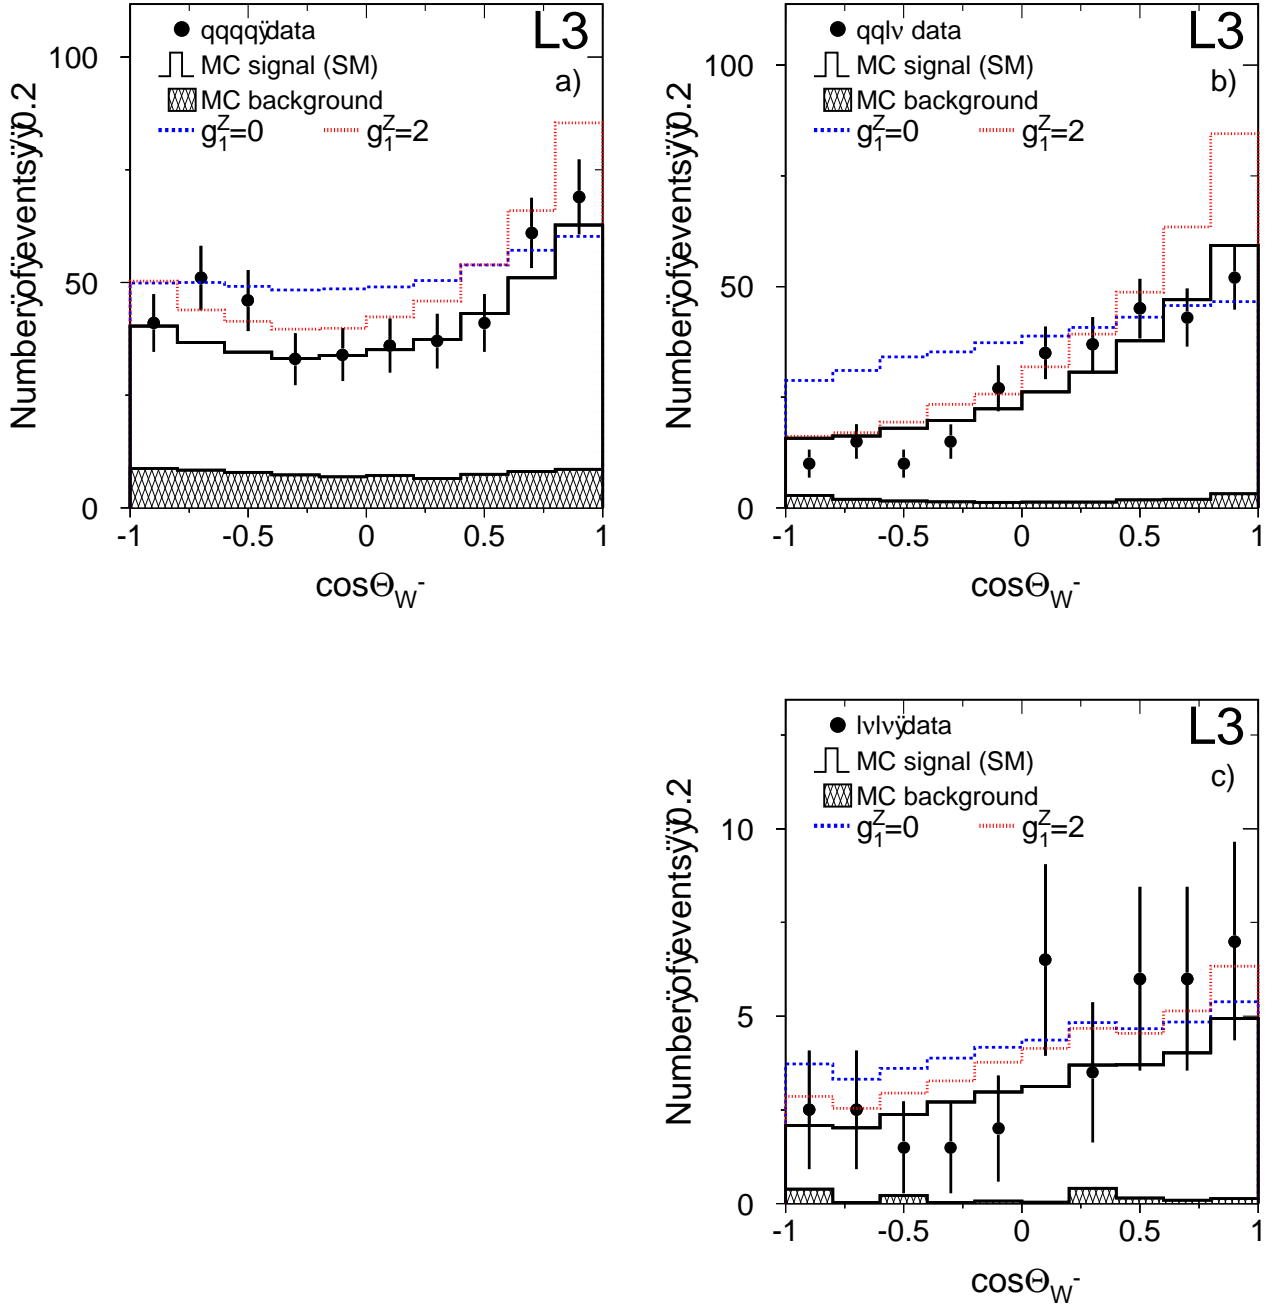 qqqqÿdata
L3
MC signal (SM)
a)
MC background
g₁ᶻ=0
g₁ᶻ=2
Numberÿofÿeventsÿ/ÿ0.2
100
50
0
-1
-0.5
0
0.5
1
cosΘW⁻
qqlν data
L3
MC signal (SM)
b)
MC background
g₁ᶻ=0
g₁ᶻ=2
Numberÿofÿeventsÿ/ÿ0.2
100
50
0
-1
-0.5
0
0.5
1
cosΘW⁻
lνlνÿdata
L3
MC signal (SM)
c)
MC background
g₁ᶻ=0
g₁ᶻ=2
Numberÿofÿeventsÿ/ÿ0.2
10
5
0
-1
-0.5
0
0.5
1
cosΘW⁻